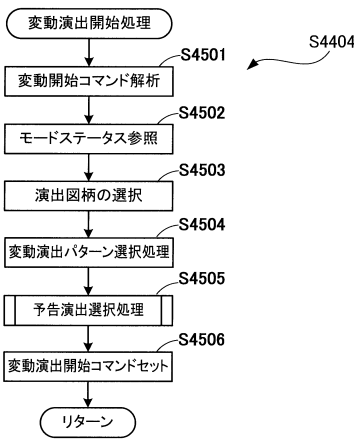 変動演出開始処理
S4404
S4501
変動開始コマンド解析
S4502
モードステータス参照
S4503
演出図柄の選択
S4504
変動演出パターン選択処理
S4505
予告演出選択処理
S4506
変動演出開始コマンドセット
リターン